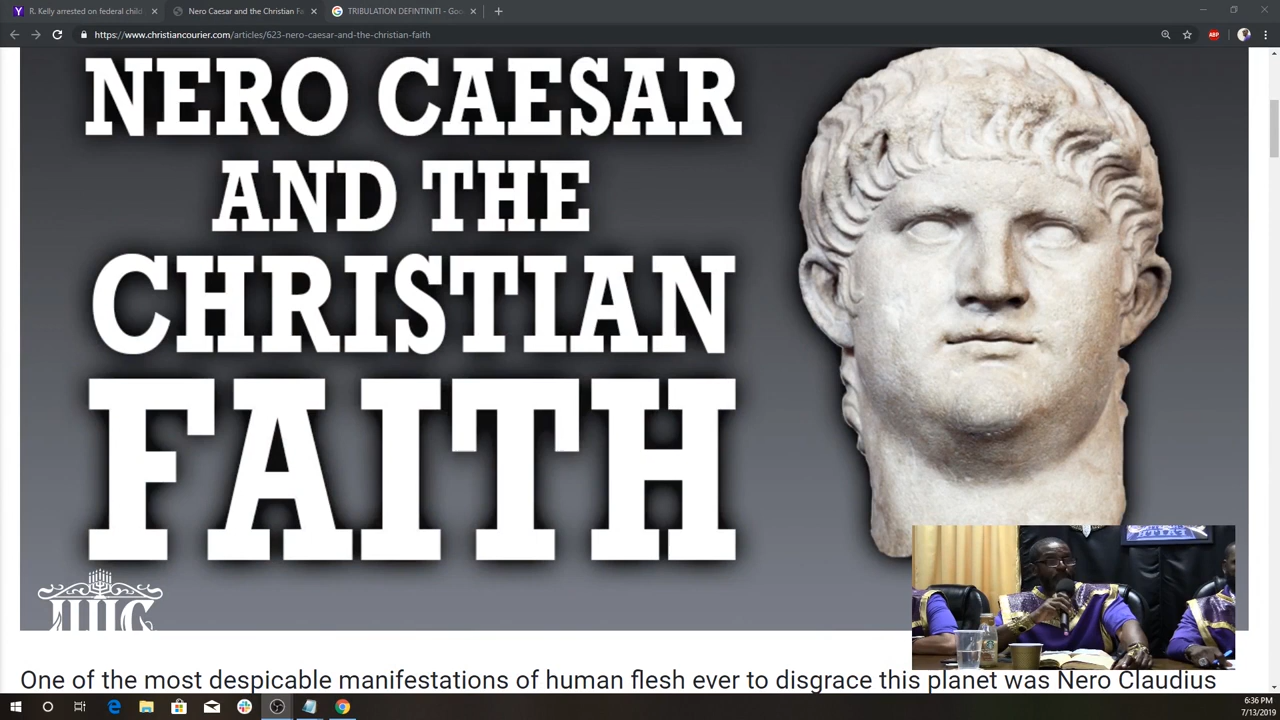 R. Kelly arrested on federal child
Nero Caesar and the Christian Fa
TRIBULATION DEFINTINITI - Goo
https://www.christiancourier.com/articles/623-nero-caesar-and-the-christian-faith
ABP
NERO CAESAR
AND THE
CHRISTIAN
FAITH
IUIC
FAITH
One of the most despicable manifestations of human flesh ever to disgrace this planet was Nero Claudius
6:36 PM
7/13/2019